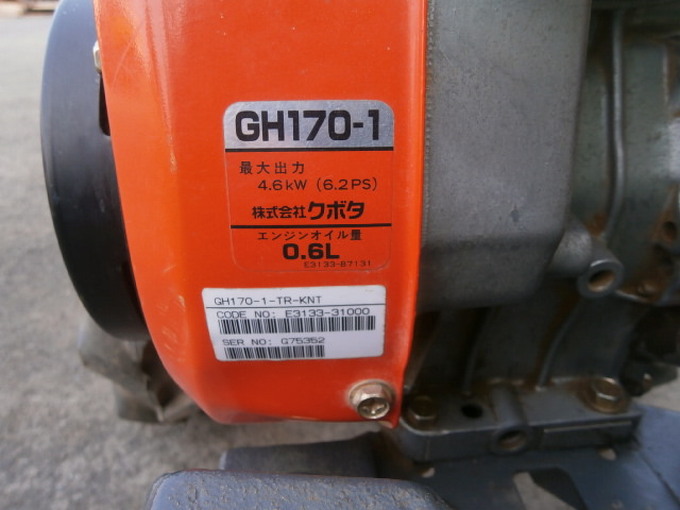 GH170-1
最大出力
4.6kW (6.2PS)
株式会社クボタ
エンジンオイル量
0.6L
E3133-87131
GH170-1-TR-KNT
CODE NO: E3133-31000
SER NO: G75352